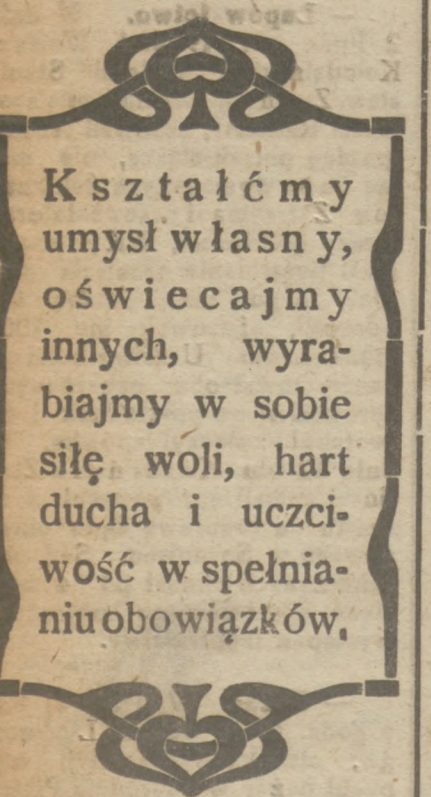 Kształćmy
umysł własny,
oświecajmy
innych, wyra-
biajmy w sobie
siłę woli, hart
ducha i uczci-
wość w spełnia-
niu obowiązków.